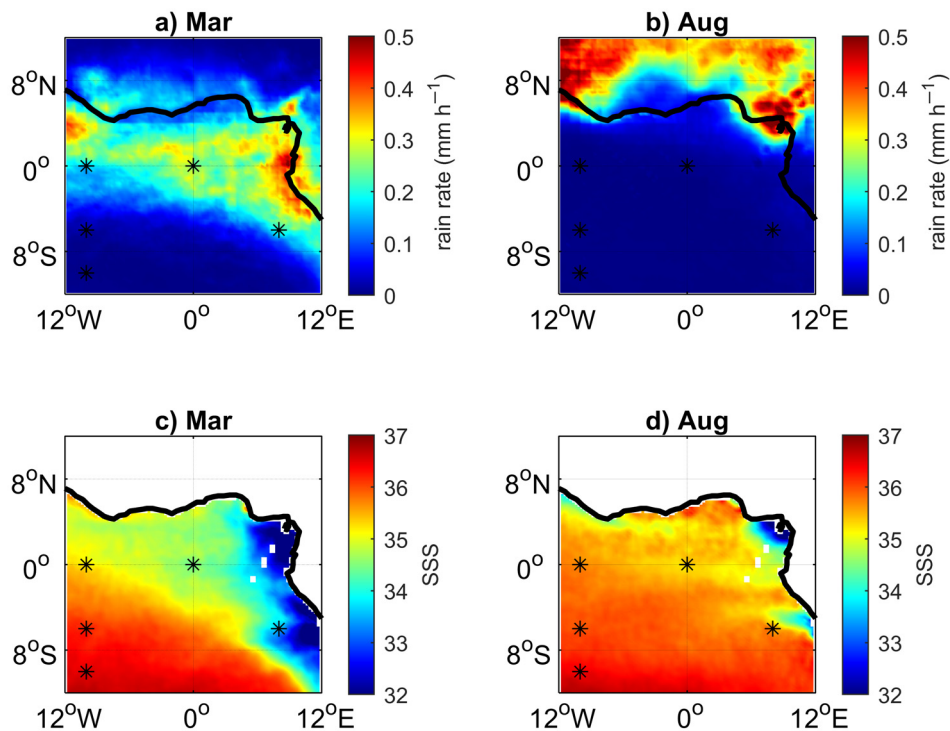 a) Mar
8°N
0°
8°S
12°W 0° 12°E
0.5
0.4
0.3
0.2
0.1
0
rain rate (mm h⁻¹)
b) Aug
8°N
0°
8°S
12°W 0° 12°E
0.5
0.4
0.3
0.2
0.1
0
rain rate (mm h⁻¹)
c) Mar
8°N
0°
8°S
12°W 0° 12°E
37
36
35
34
33
32
SSS
d) Aug
8°N
0°
8°S
12°W 0° 12°E
37
36
35
34
33
32
SSS